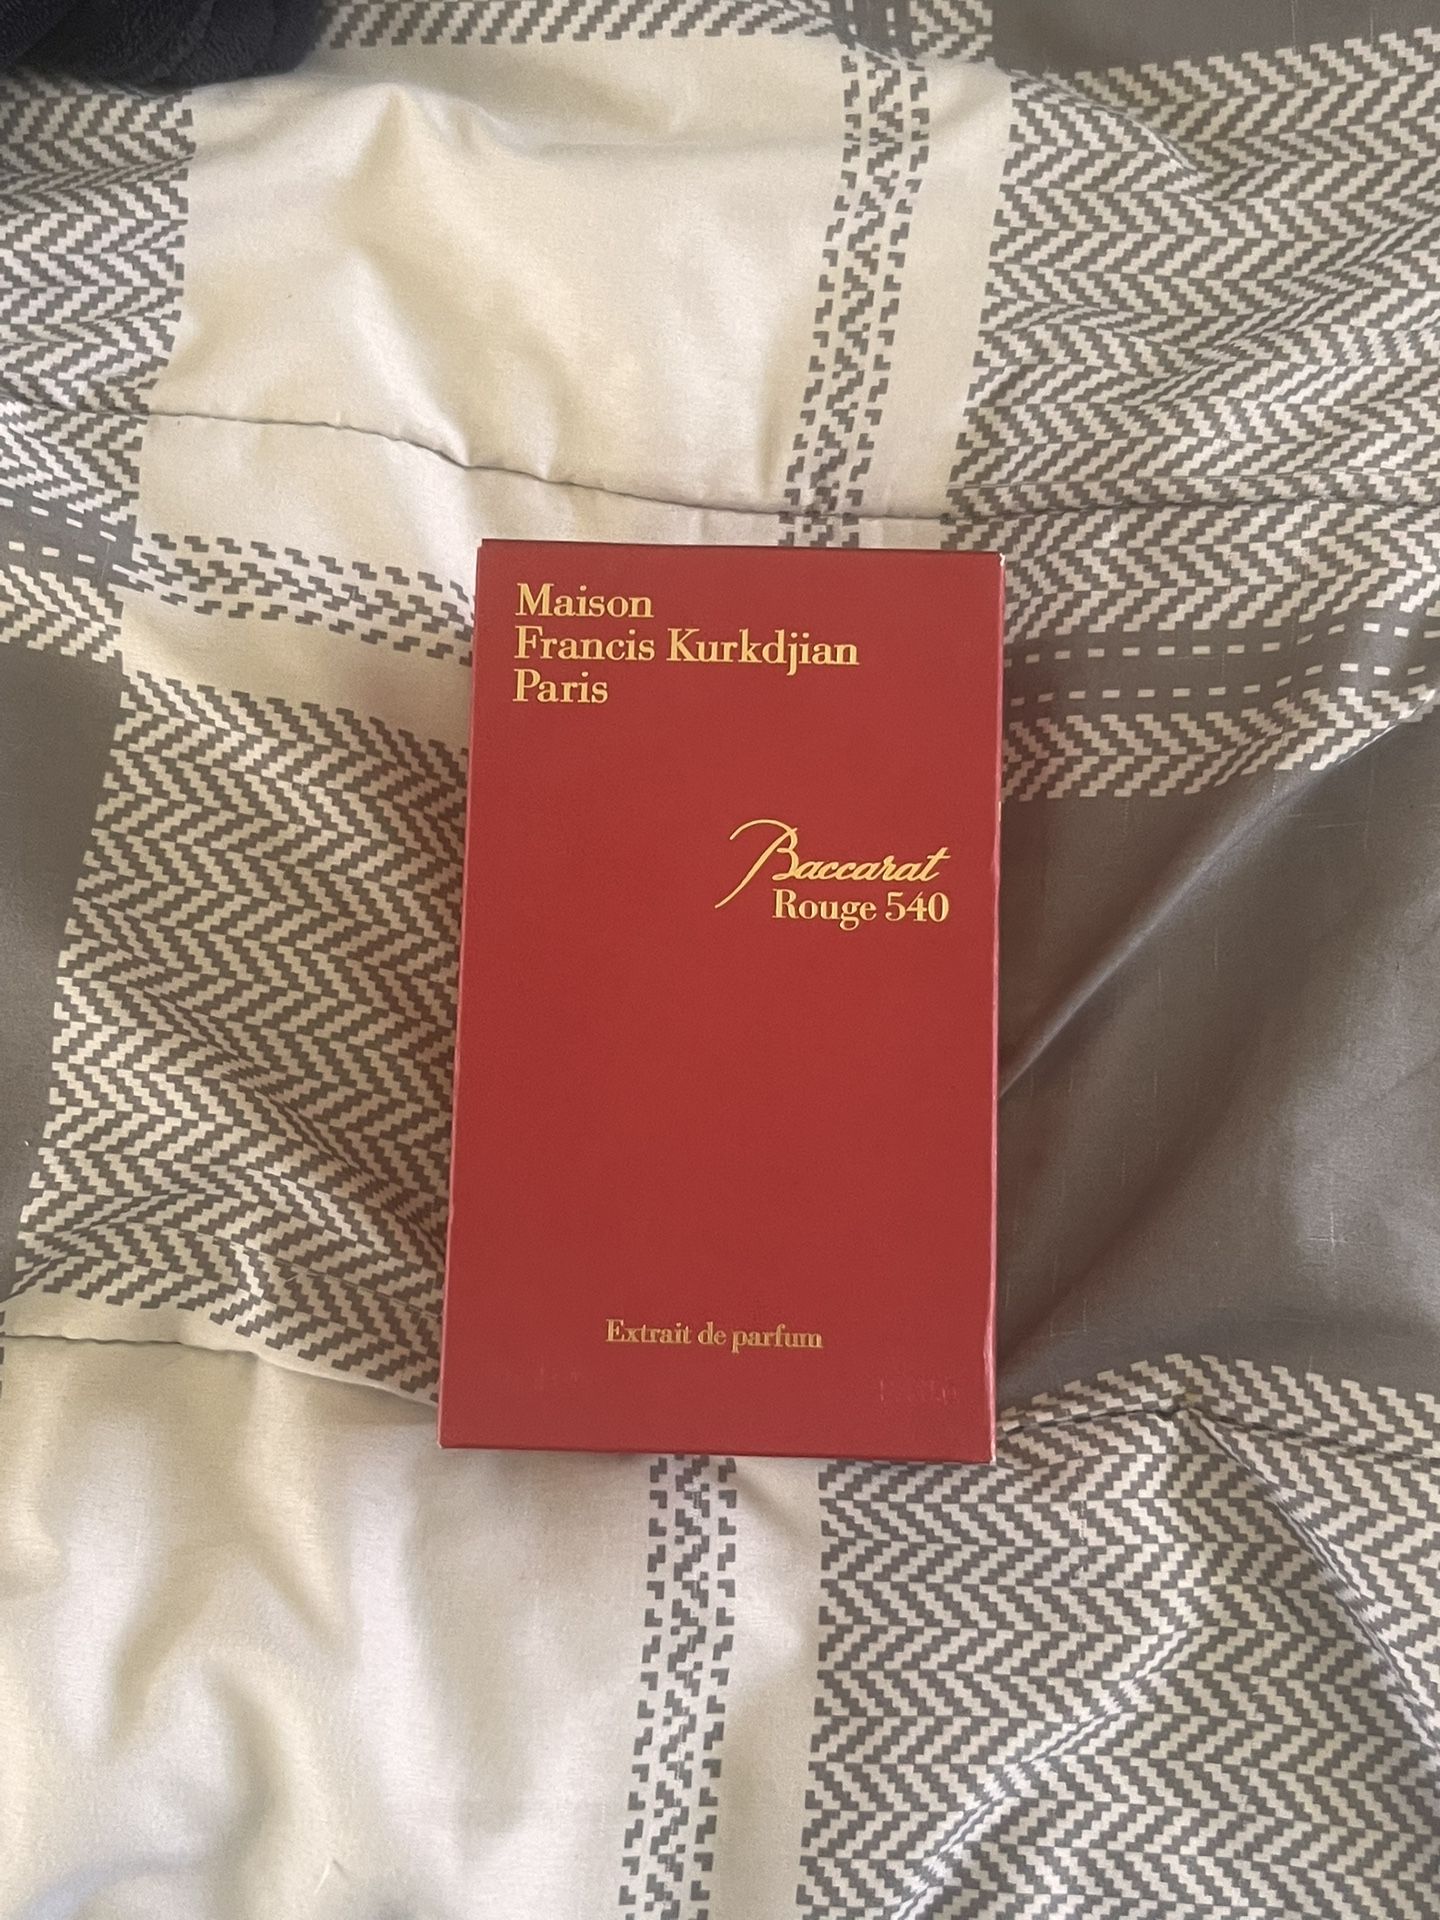 Maison
Francis Kurkdjian
Paris
Baccarat
Rouge 540
Extrait de parfum